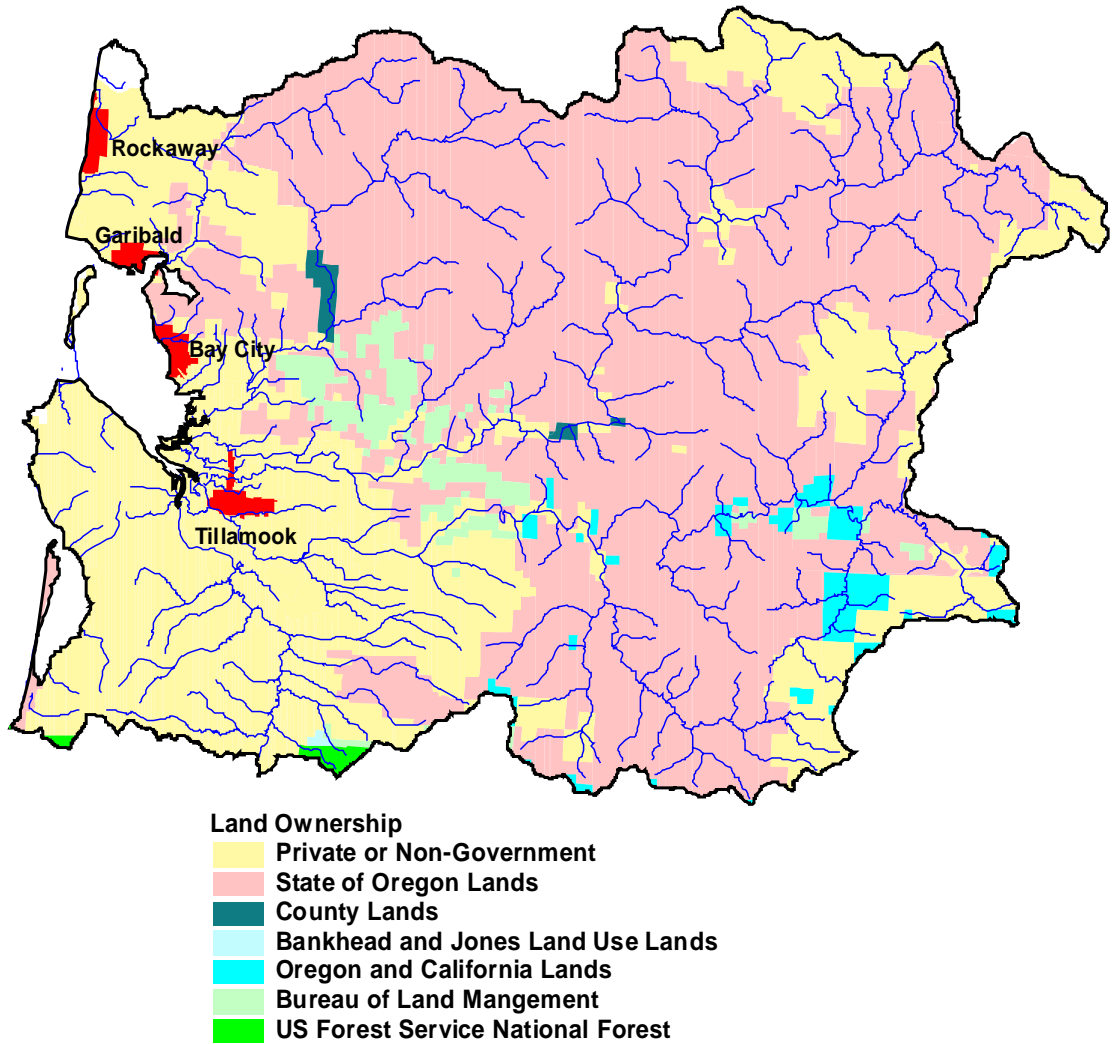 Rockaway
Garibald
Bay City
Tillamook
Land Ownership
Private or Non-Government
State of Oregon Lands
County Lands
Bankhead and Jones Land Use Lands
Oregon and California Lands
Bureau of Land Mangement
US Forest Service National Forest